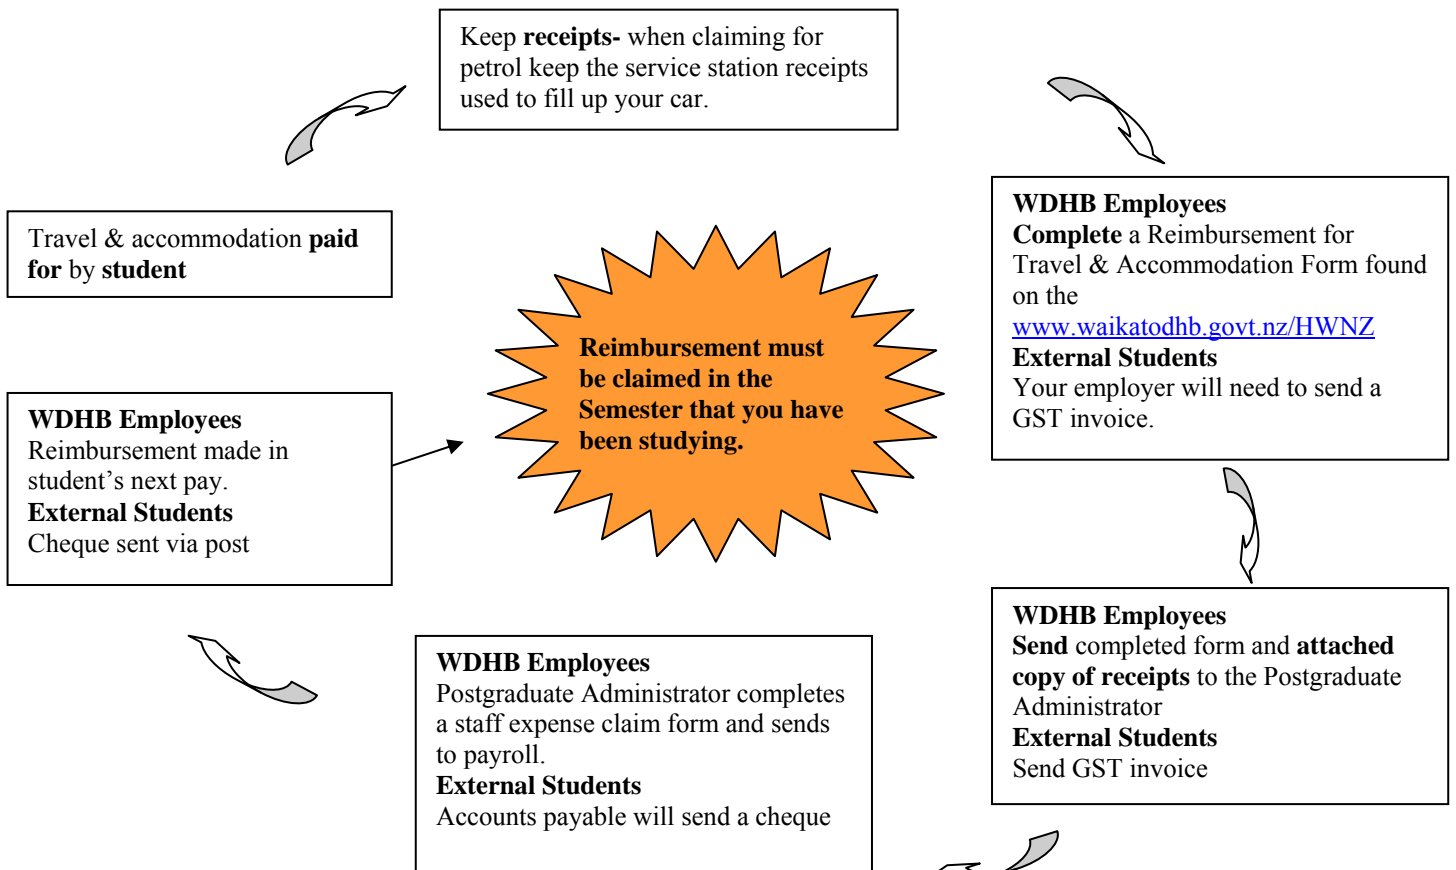 Keep receipts- when claiming for
petrol keep the service station receipts
used to fill up your car.
Travel & accommodation paid
for by student
WDHB Employees
Complete a Reimbursement for
Travel & Accommodation Form found
on the
www.waikatodhb.govt.nz/HWNZ
External Students
Your employer will need to send a
GST invoice.
Reimbursement must
be claimed in the
Semester that you have
been studying.
WDHB Employees
Reimbursement made in
student’s next pay.
External Students
Cheque sent via post
WDHB Employees
Send completed form and attached
copy of receipts to the Postgraduate
Administrator
External Students
Send GST invoice
WDHB Employees
Postgraduate Administrator completes
a staff expense claim form and sends
to payroll.
External Students
Accounts payable will send a cheque